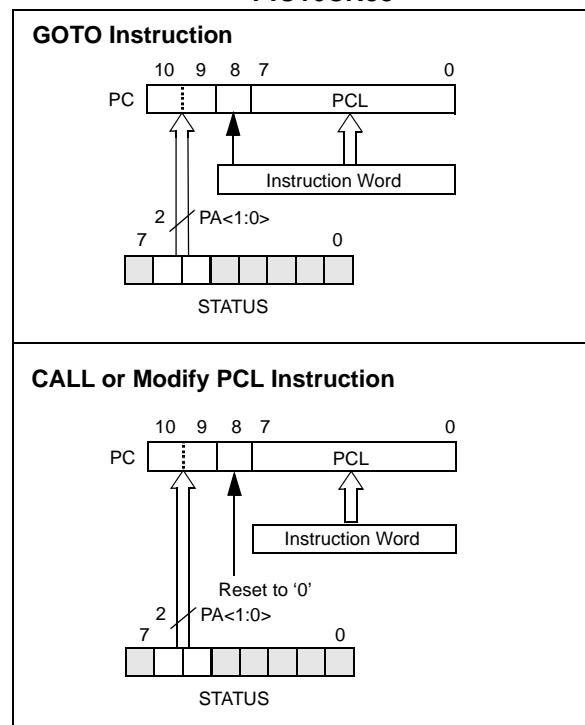 GOTO Instruction
10 9 8 7 0
PC PCL
Instruction Word
2 PA<1:0>
7 0
STATUS
CALL or Modify PCL Instruction
10 9 8 7 0
PC PCL
Instruction Word
Reset to ‘0’
2 PA<1:0>
7 0
STATUS